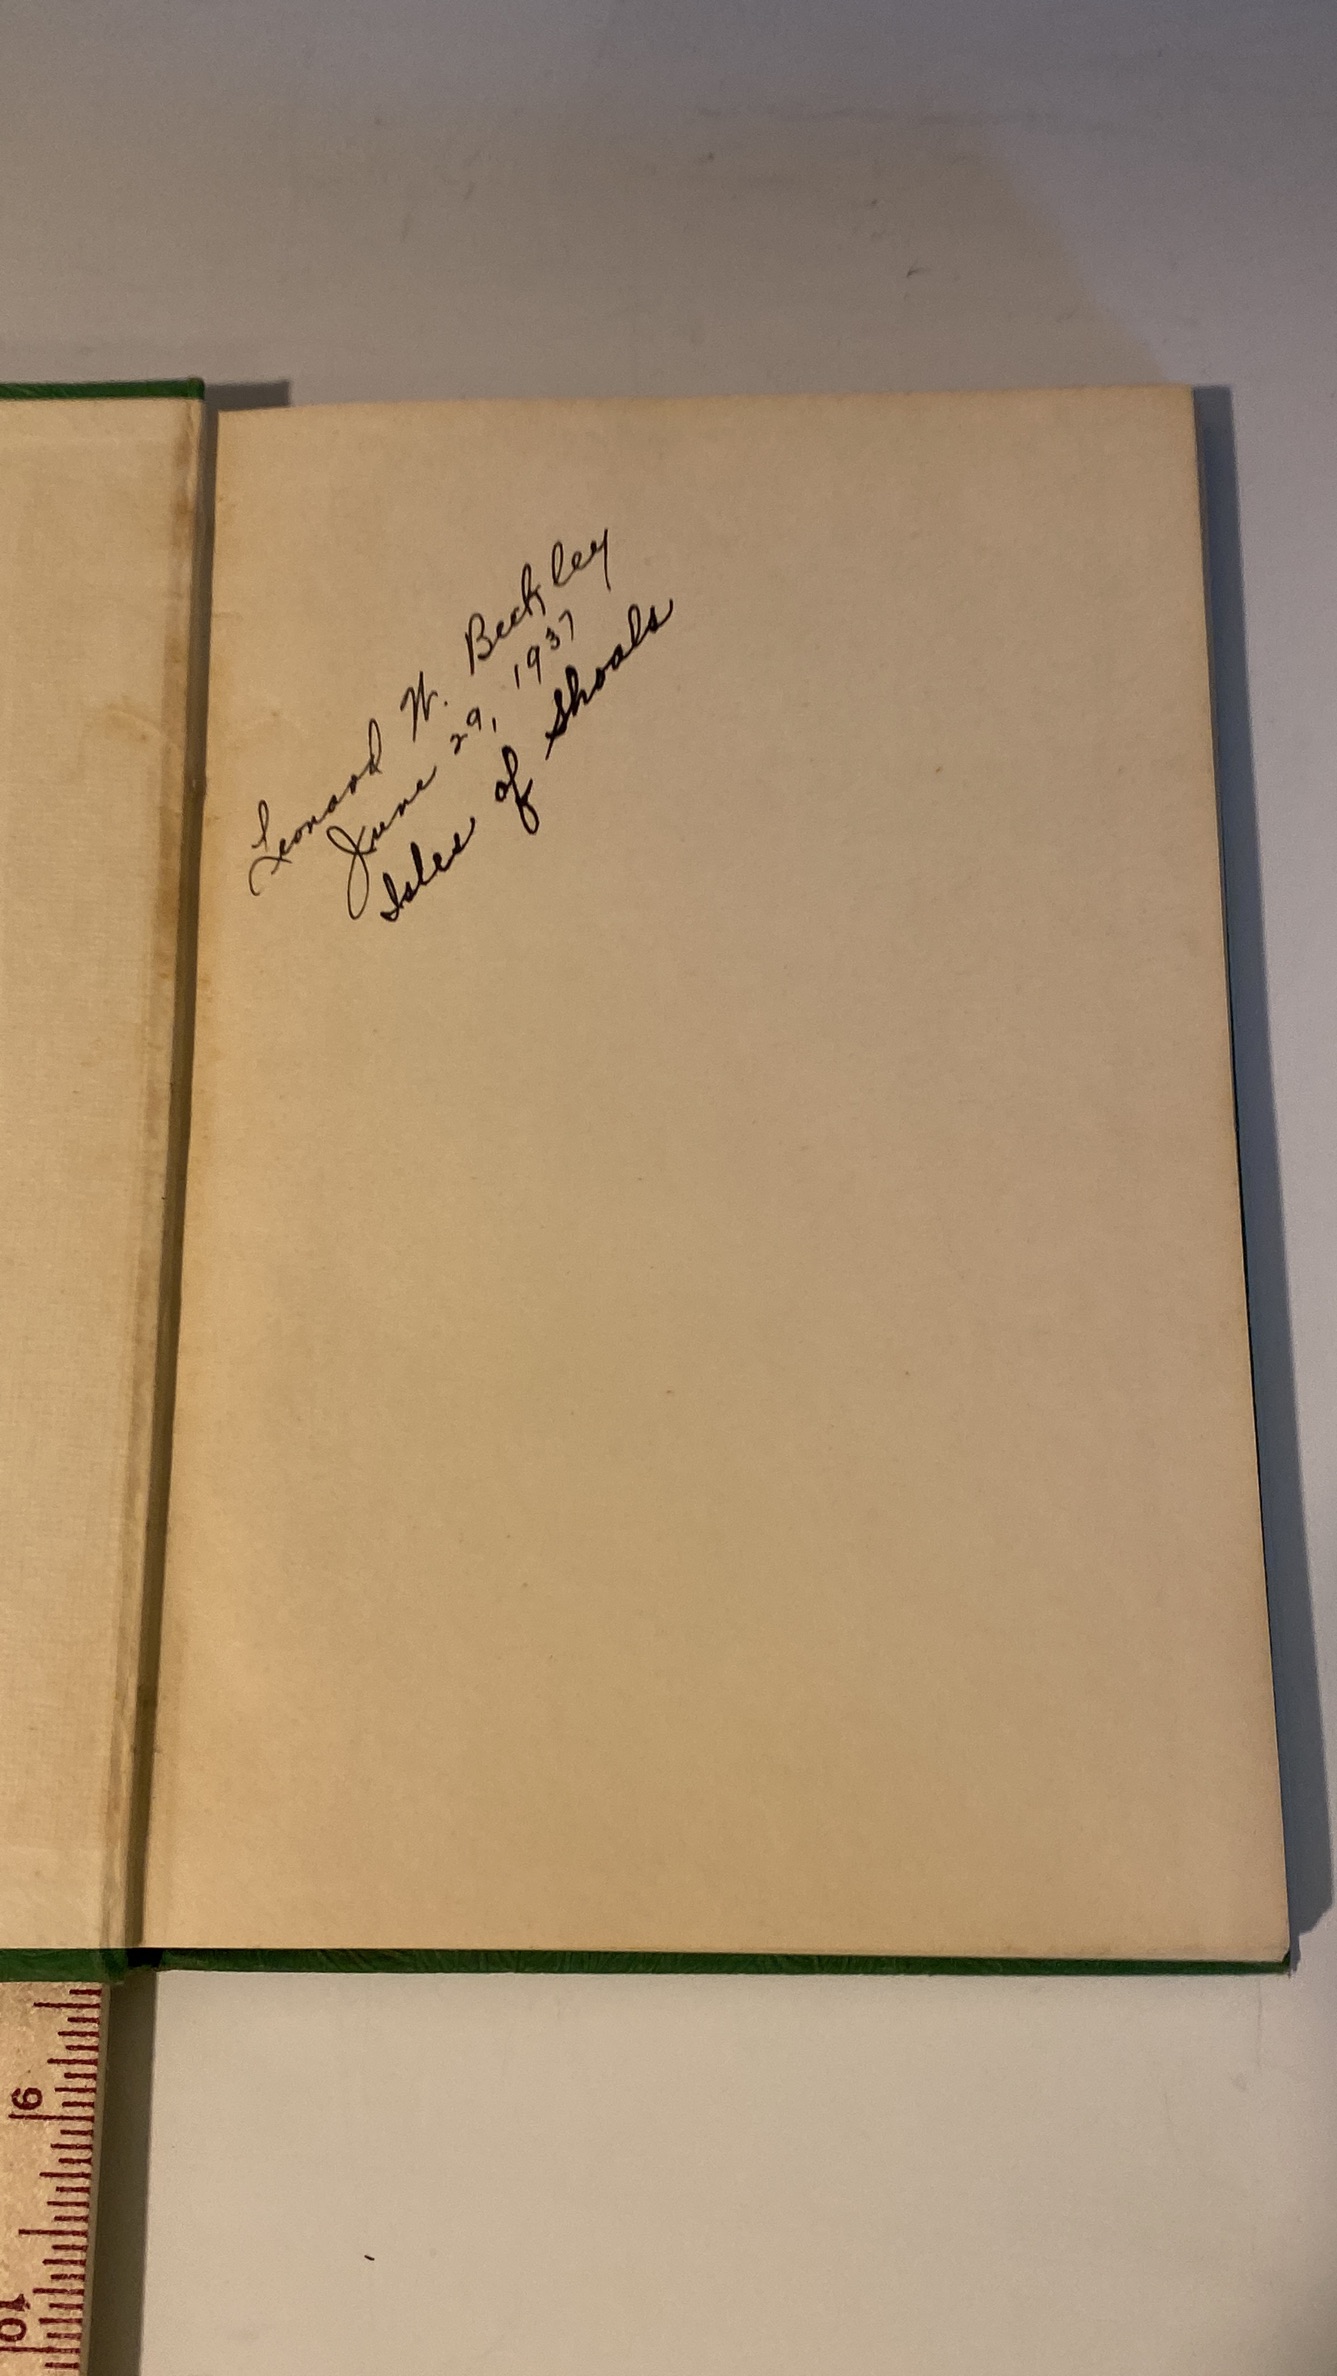 Leonard W. Beckley
June 29, 1937
Isles of Shoals
9
10